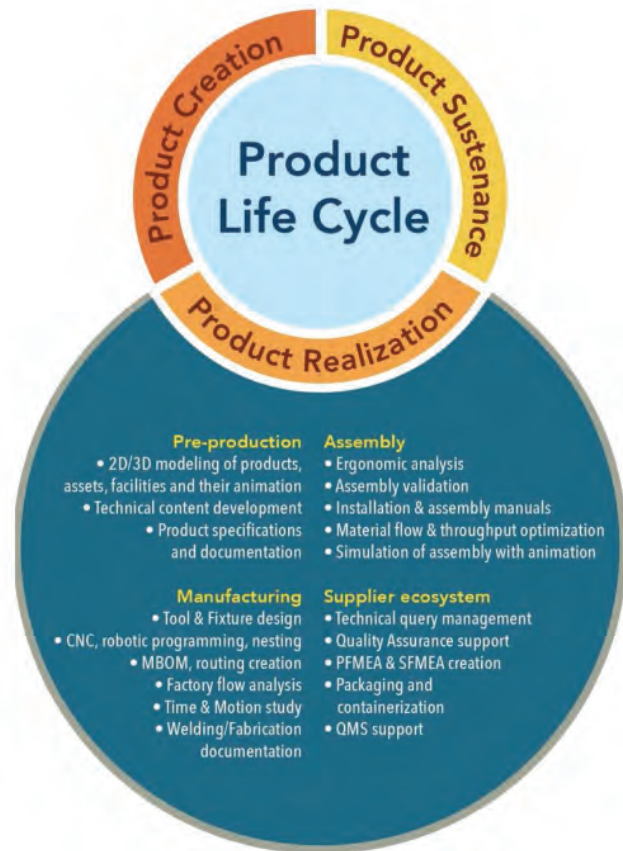 Product Creation
Product Sustenance
Product
Life Cycle
Product Realization
Pre-production
• 2D/3D modeling of products,
assets, facilities and their animation
• Technical content development
• Product specifications
and documentation
Assembly
• Ergonomic analysis
• Assembly validation
• Installation & assembly manuals
• Material flow & throughput optimization
• Simulation of assembly with animation
Manufacturing
• Tool & Fixture design
• CNC, robotic programming, nesting
• MBOM, routing creation
• Factory flow analysis
• Time & Motion study
• Welding/Fabrication
documentation
Supplier ecosystem
• Technical query management
• Quality Assurance support
• PFMEA & SFMEA creation
• Packaging and
containerization
• QMS support